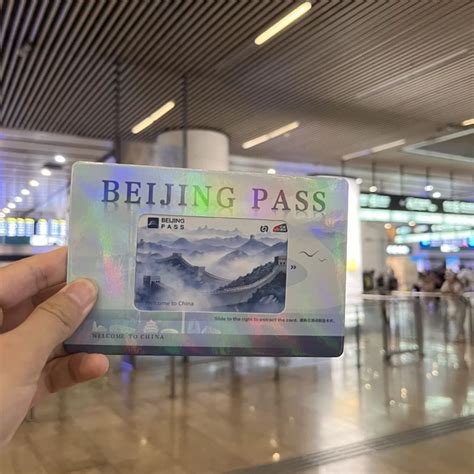 BEIJING PASS
BEIJING
PASS
Welcome to China
Slide to the right to extract the card.
WELCOME TO CHINA